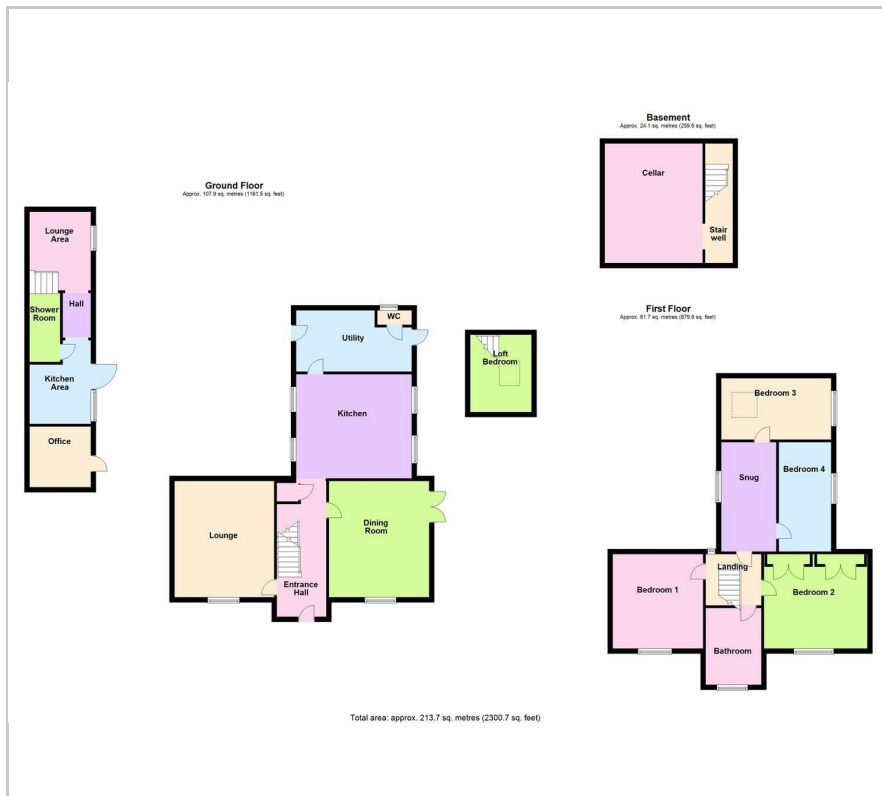 Basement
Approx. 24.1 sq. metres (259.6 sq. feet)
Cellar
Stair
well
Ground Floor
Approx. 107.9 sq. metres (1161.5 sq. feet)
Lounge
Area
Hall
Shower
Room
Kitchen
Area
Office
WC
Utility
Kitchen
Lounge
Dining
Room
Entrance
Hall
Loft
Bedroom
First Floor
Approx. 81.7 sq. metres (879.6 sq. feet)
Bedroom 3
Snug
Bedroom 4
Landing
Bedroom 1
Bedroom 2
Bathroom
Total area: approx. 213.7 sq. metres (2300.7 sq. feet)